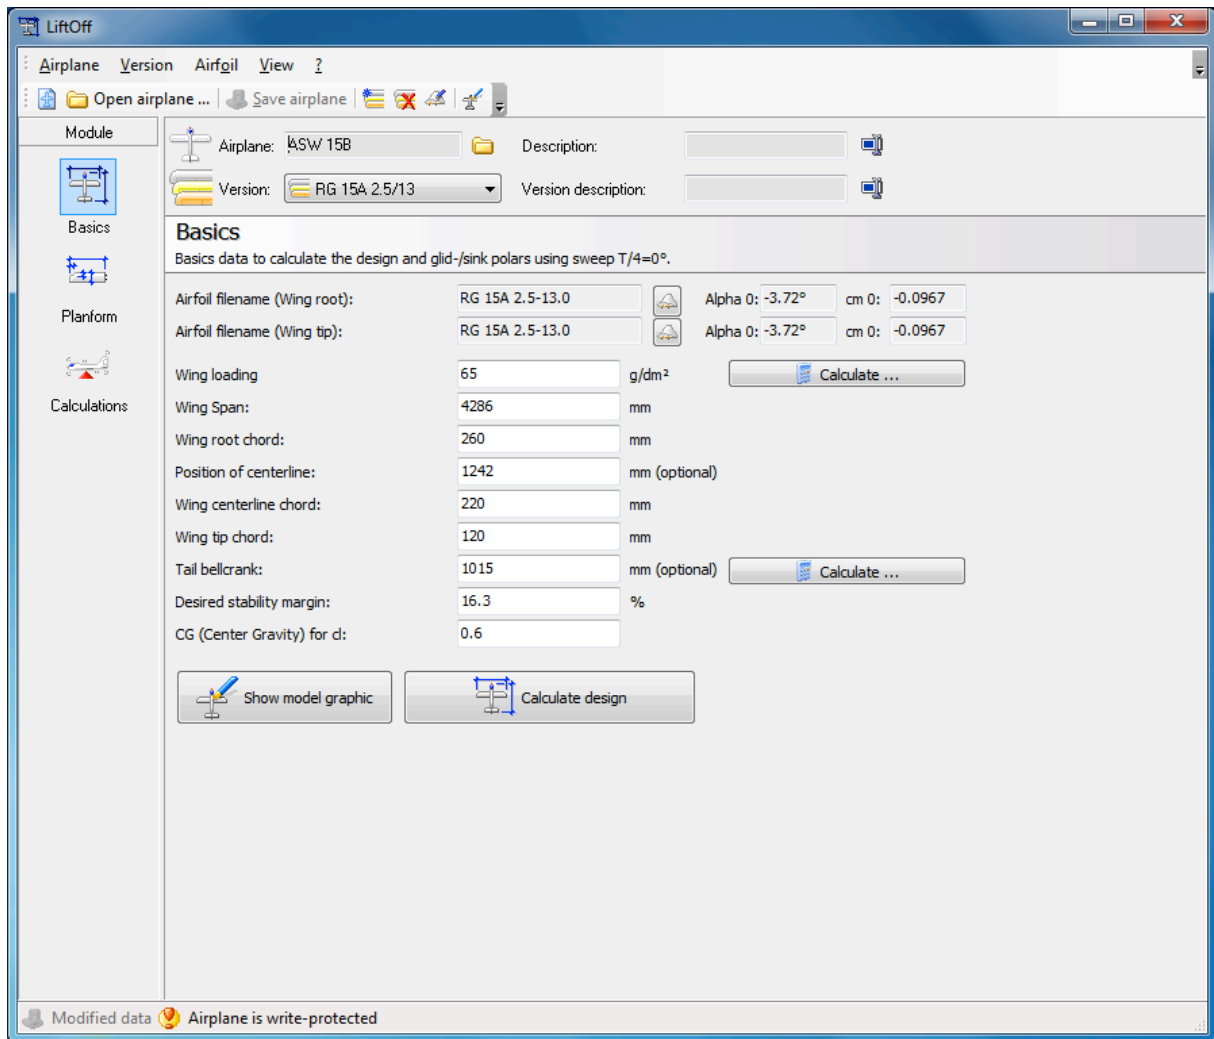 LiftOff
Airplane Version Airfoil View ?
Open airplane ... Save airplane
Module
Airplane: ASW 15B Description:
Version: RG 15A 2.5/13 Version description:
Basics
Basics
Basics data to calculate the design and glid-/sink polars using sweep T/4=0°.
Planform
Calculations
Airfoil filename (Wing root): RG 15A 2.5-13.0 Alpha 0: -3.72° cm 0: -0.0967
Airfoil filename (Wing tip): RG 15A 2.5-13.0 Alpha 0: -3.72° cm 0: -0.0967
Wing loading 65 g/dm² Calculate ...
Wing Span: 4286 mm
Wing root chord: 260 mm
Position of centerline: 1242 mm (optional)
Wing centerline chord: 220 mm
Wing tip chord: 120 mm
Tail bellcrank: 1015 mm (optional) Calculate ...
Desired stability margin: 16.3 %
CG (Center Gravity) for cl: 0.6
Show model graphic Calculate design
Modified data Airplane is write-protected